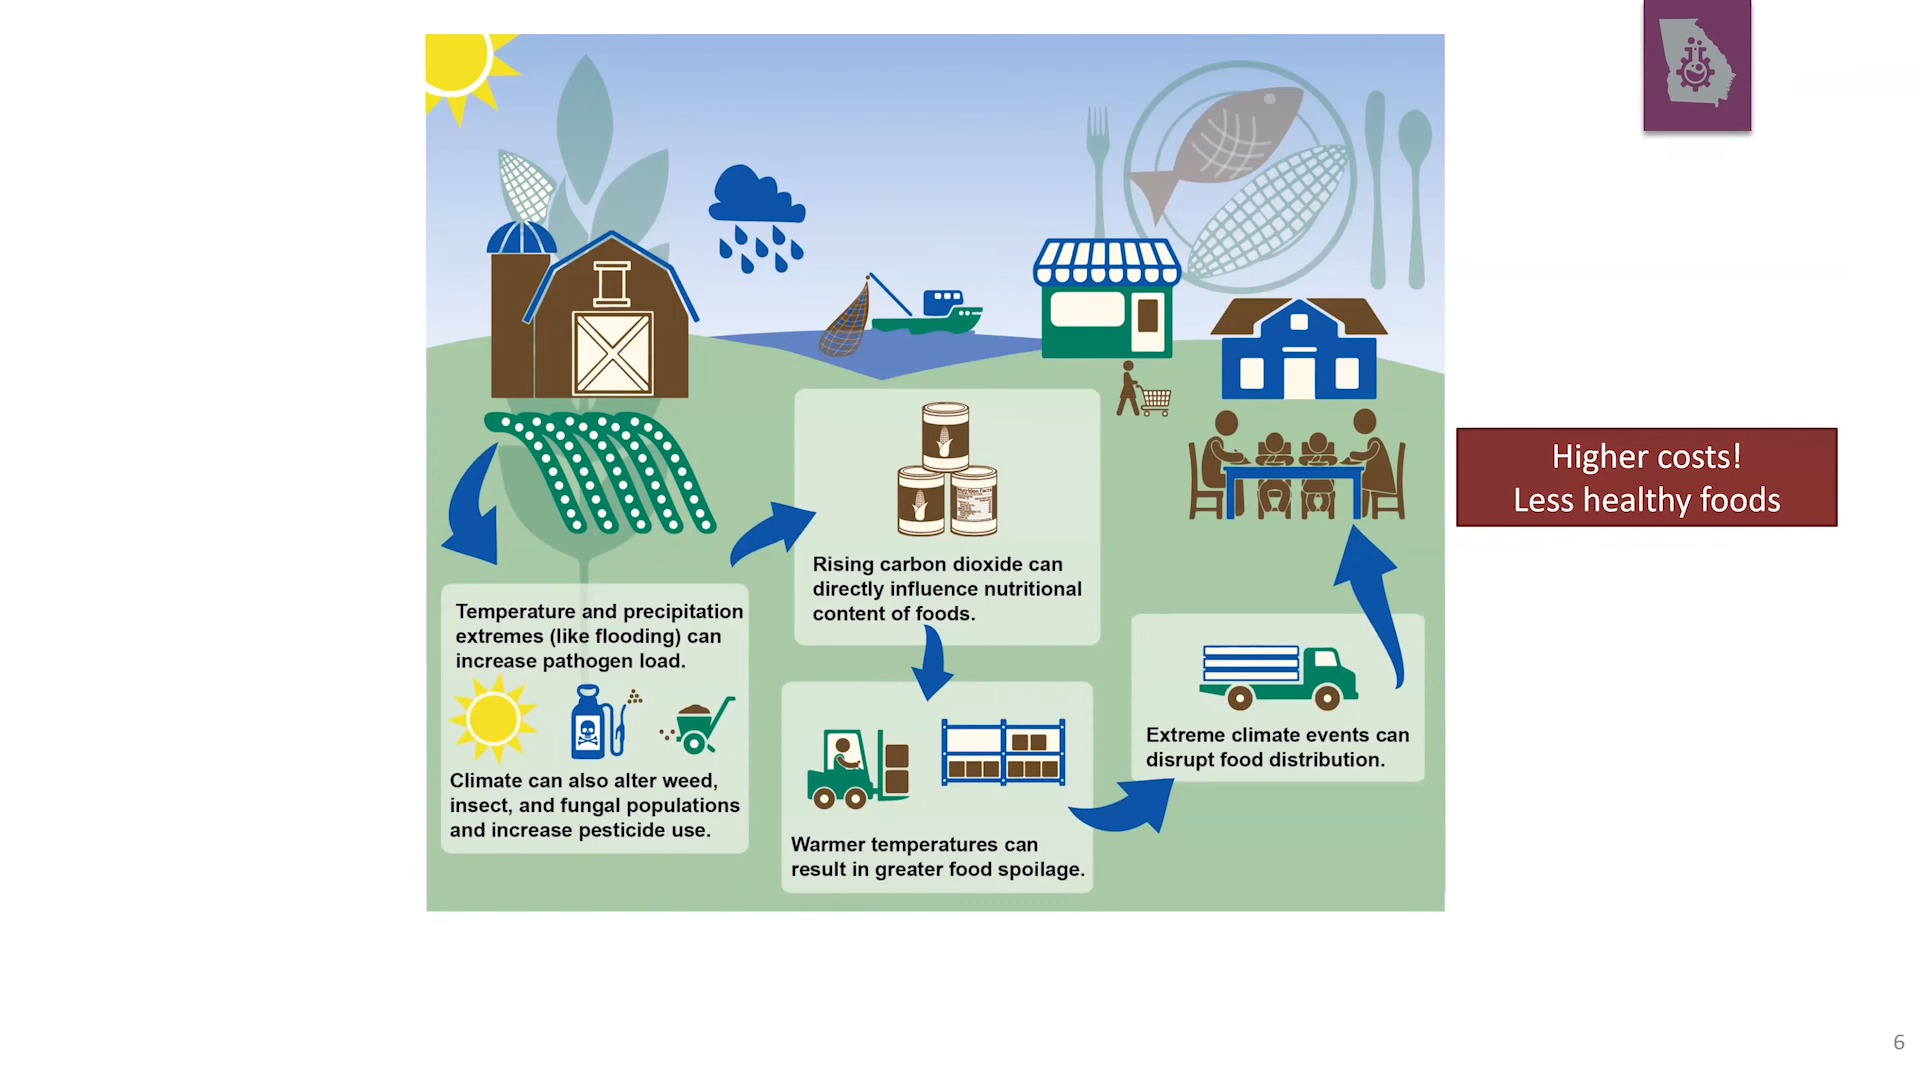 Temperature and precipitation
extremes (like flooding) can
increase pathogen load.
Climate can also alter weed,
insect, and fungal populations
and increase pesticide use.
Rising carbon dioxide can
directly influence nutritional
content of foods.
Warmer temperatures can
result in greater food spoilage.
Extreme climate events can
disrupt food distribution.
Higher costs!
Less healthy foods
6